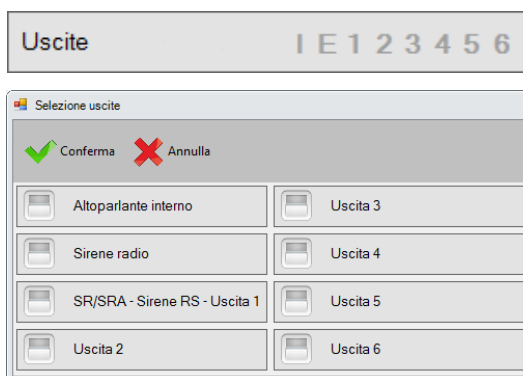 Uscite I E 1 2 3 4 5 6
Selezione uscite
Conferma Annulla
Altoparlante interno Uscita 3
Sirene radio Uscita 4
SR/SRA - Sirene RS - Uscita 1 Uscita 5
Uscita 2 Uscita 6